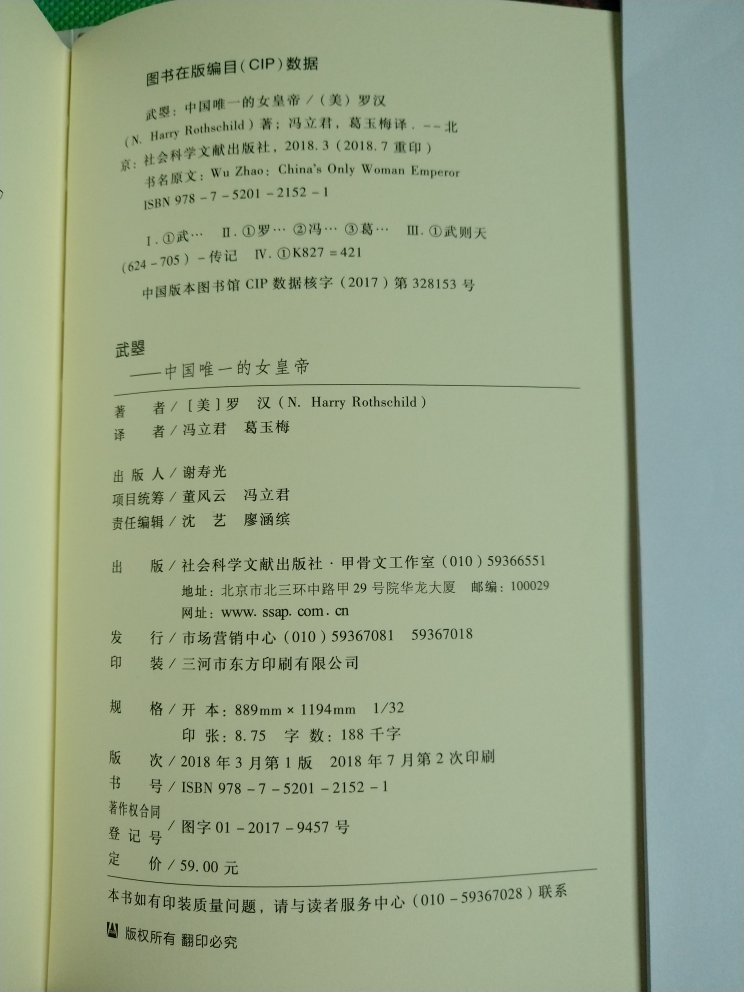 图书在版编目(CIP)数据
武曌：中国唯一的女皇帝／（美）罗汉
(N. Harry Rothschild) 著；冯立君，葛玉梅译. －－北
京：社会科学文献出版社，2018.3（2018.7 重印）
书名原文：Wu Zhao：China's Only Woman Emperor
ISBN 978－7－5201－2152－1
Ⅰ.①武… Ⅱ.①罗… ②冯… ③葛… Ⅲ.①武则天
（624－705）－传记 Ⅳ.①K827＝421
中国版本图书馆 CIP 数据核字（2017）第 328153 号
武曌
——中国唯一的女皇帝
著 者／［美］罗 汉（N. Harry Rothschild）
译 者／冯立君 葛玉梅
出 版 人／谢寿光
项目统筹／董风云 冯立君
责任编辑／沈 艺 廖涵缤
出 版／社会科学文献出版社·甲骨文工作室（010）59366551
地址：北京市北三环中路甲 29 号院华龙大厦 邮编：100029
网址：www.ssap.com.cn
发 行／市场营销中心（010）59367081 59367018
印 装／三河市东方印刷有限公司
规 格／开 本：889mm×1194mm 1/32
印 张：8.75 字 数：188 千字
版 次／2018 年 3 月第 1 版 2018 年 7 月第 2 次印刷
书 号／ISBN 978－7－5201－2152－1
著作权合同
登 记 号／图字 01－2017－9457 号
定 价／59.00 元
本书如有印装质量问题，请与读者服务中心（010－59367028）联系
版权所有 翻印必究